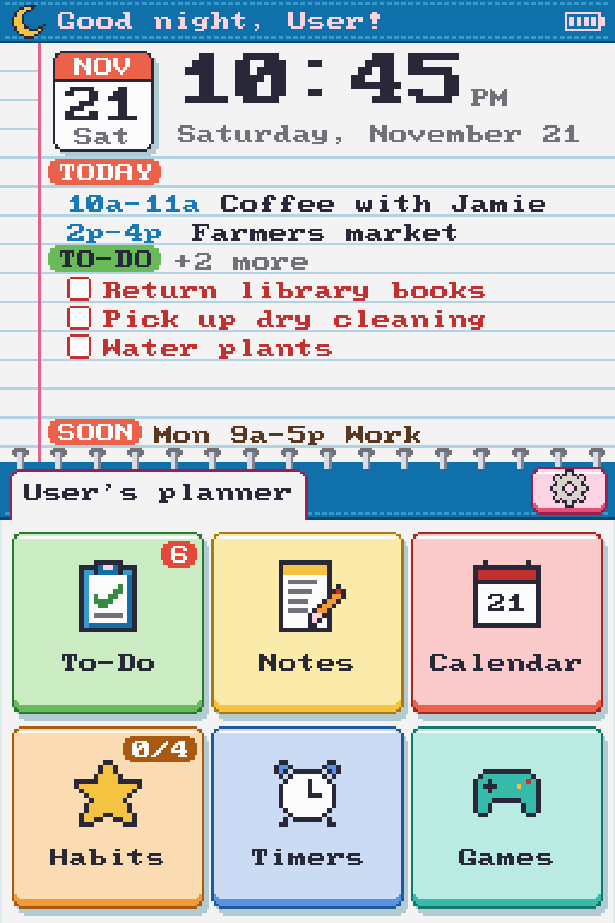 Good night, User!
NOV
21
Sat
10:45 PM
Saturday, November 21
TODAY
10a-11a Coffee with Jamie
2p-4p Farmers market
TO-DO +2 more
Return library books
Pick up dry cleaning
Water plants
SOON Mon 9a-5p Work
User's planner
6
To-Do
Notes
21
Calendar
0/4
Habits
Timers
Games